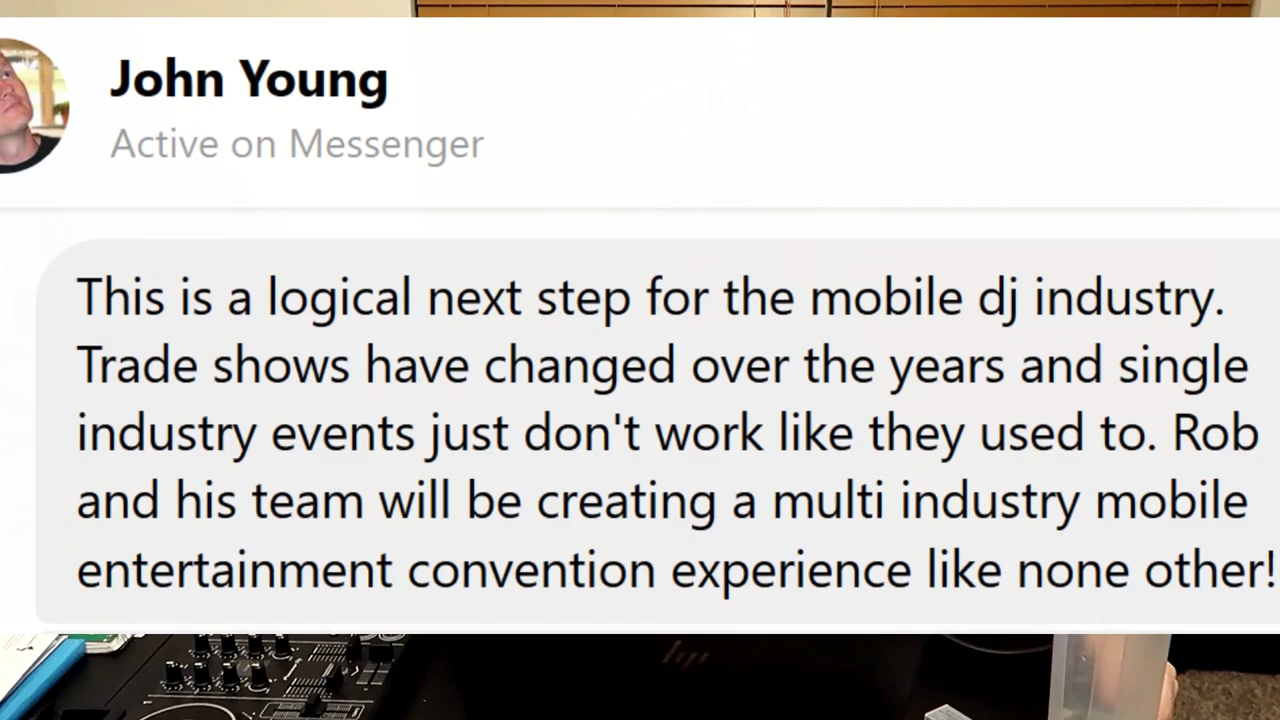 John Young
Active on Messenger
This is a logical next step for the mobile dj industry.
Trade shows have changed over the years and single
industry events just don't work like they used to. Rob
and his team will be creating a multi industry mobile
entertainment convention experience like none other!
hp